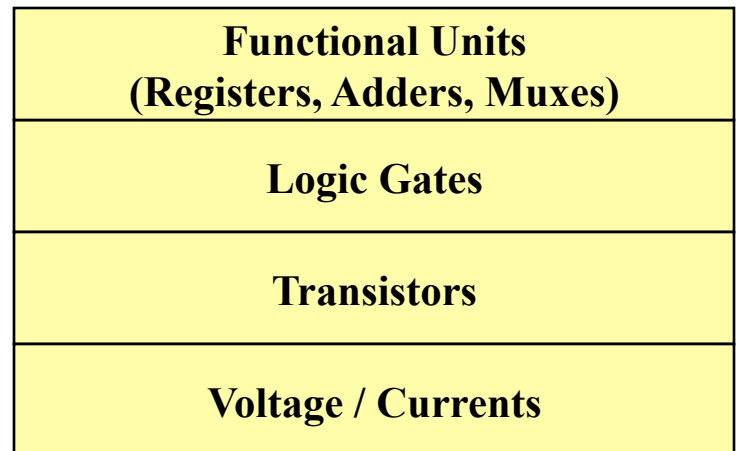 Functional Units
(Registers, Adders, Muxes)
Logic Gates
Transistors
Voltage / Currents